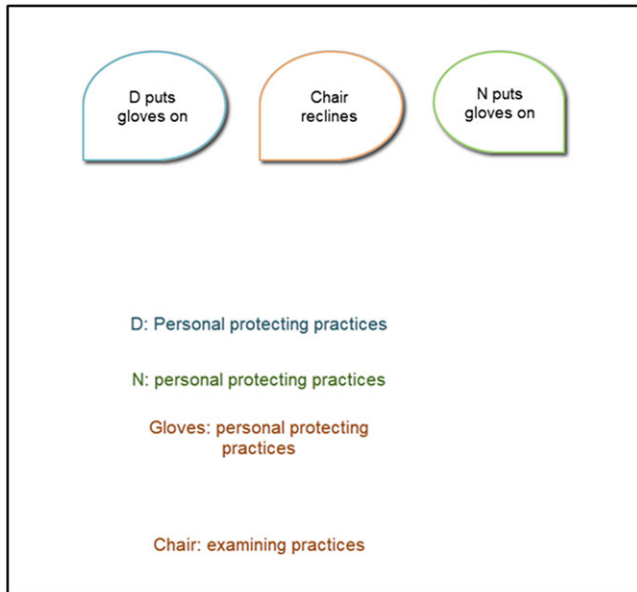 D puts
gloves on
Chair
reclines
N puts
gloves on
D: Personal protecting practices
N: personal protecting practices
Gloves: personal protecting
practices
Chair: examining practices